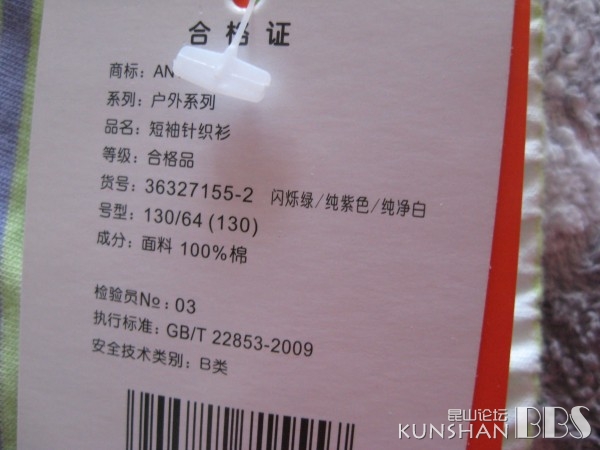 合格证
商标: AN
系列: 户外系列
品名: 短袖针织衫
等级: 合格品
货号: 36327155-2 闪烁绿/纯紫色/纯净白
号型: 130/64 (130)
成分: 面料 100%棉
检验员№: 03
执行标准: GB/T 22853-2009
安全技术类别: B类
昆山论坛
KUNSHAN BBS